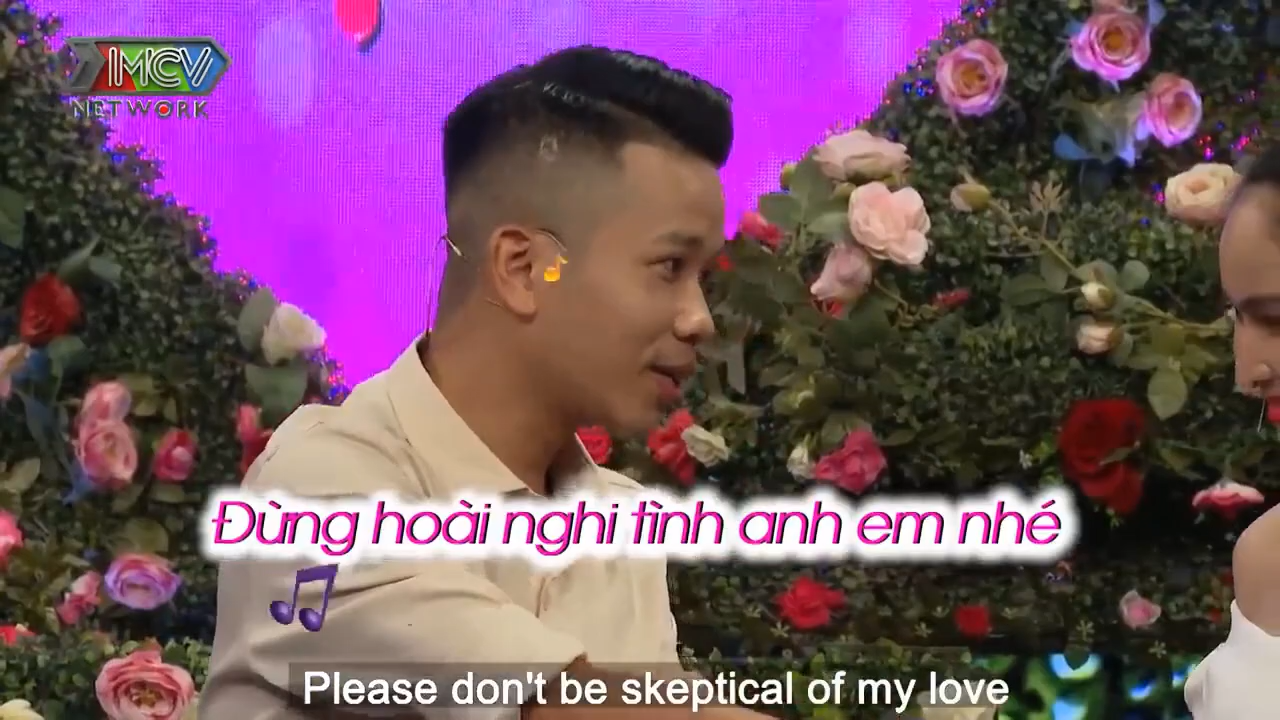 MCV
NETWORK
Đừng hoài nghi tình anh em nhé
Please don't be skeptical of my love